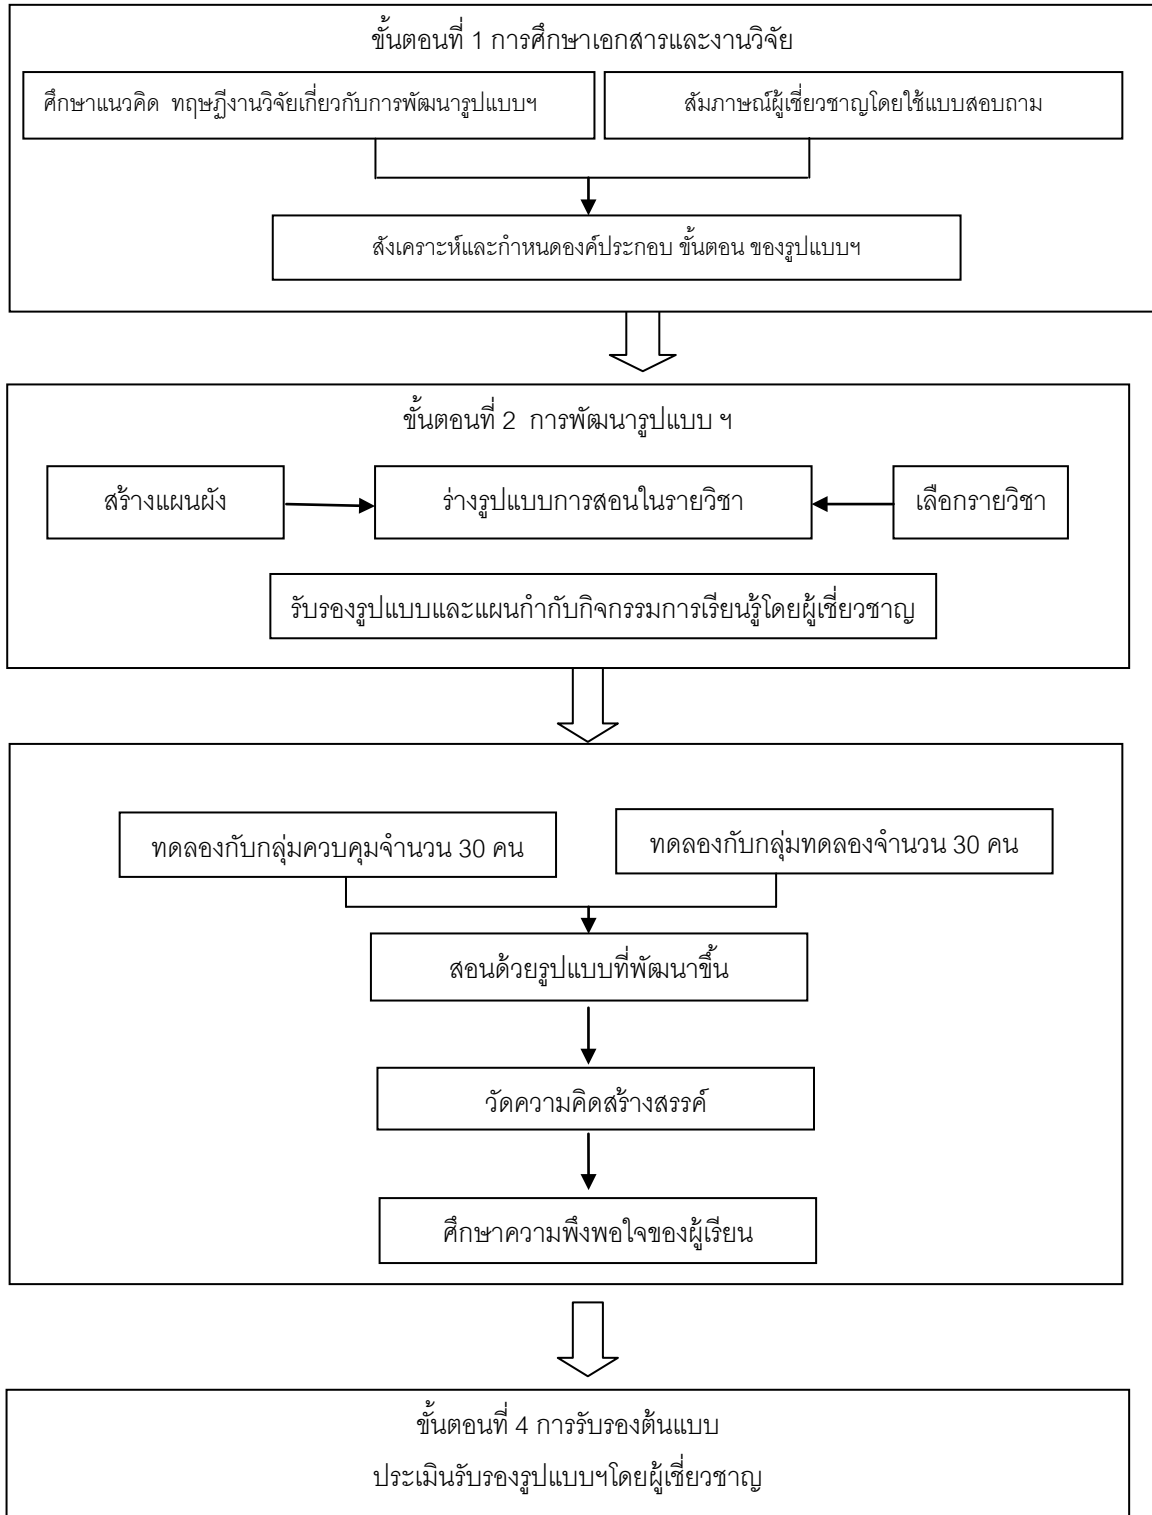 ขั้นตอนที่ 1 การศึกษาเอกสารและงานวิจัย
ศึกษาแนวคิด ทฤษฏีงานวิจัยเกี่ยวกับการพัฒนารูปแบบฯ
สัมภาษณ์ผู้เชี่ยวชาญโดยใช้แบบสอบถาม
สังเคราะห์และกำหนดองค์ประกอบ ขั้นตอน ของรูปแบบฯ
ขั้นตอนที่ 2 การพัฒนารูปแบบ ฯ
สร้างแผนผัง
ร่างรูปแบบการสอนในรายวิชา
เลือกรายวิชา
รับรองรูปแบบและแผนกำกับกิจกรรมการเรียนรู้โดยผู้เชี่ยวชาญ
ทดลองกับกลุ่มควบคุมจำนวน 30 คน
ทดลองกับกลุ่มทดลองจำนวน 30 คน
สอนด้วยรูปแบบที่พัฒนาขึ้น
วัดความคิดสร้างสรรค์
ศึกษาความพึงพอใจของผู้เรียน
ขั้นตอนที่ 4 การรับรองต้นแบบ
ประเมินรับรองรูปแบบฯโดยผู้เชี่ยวชาญ